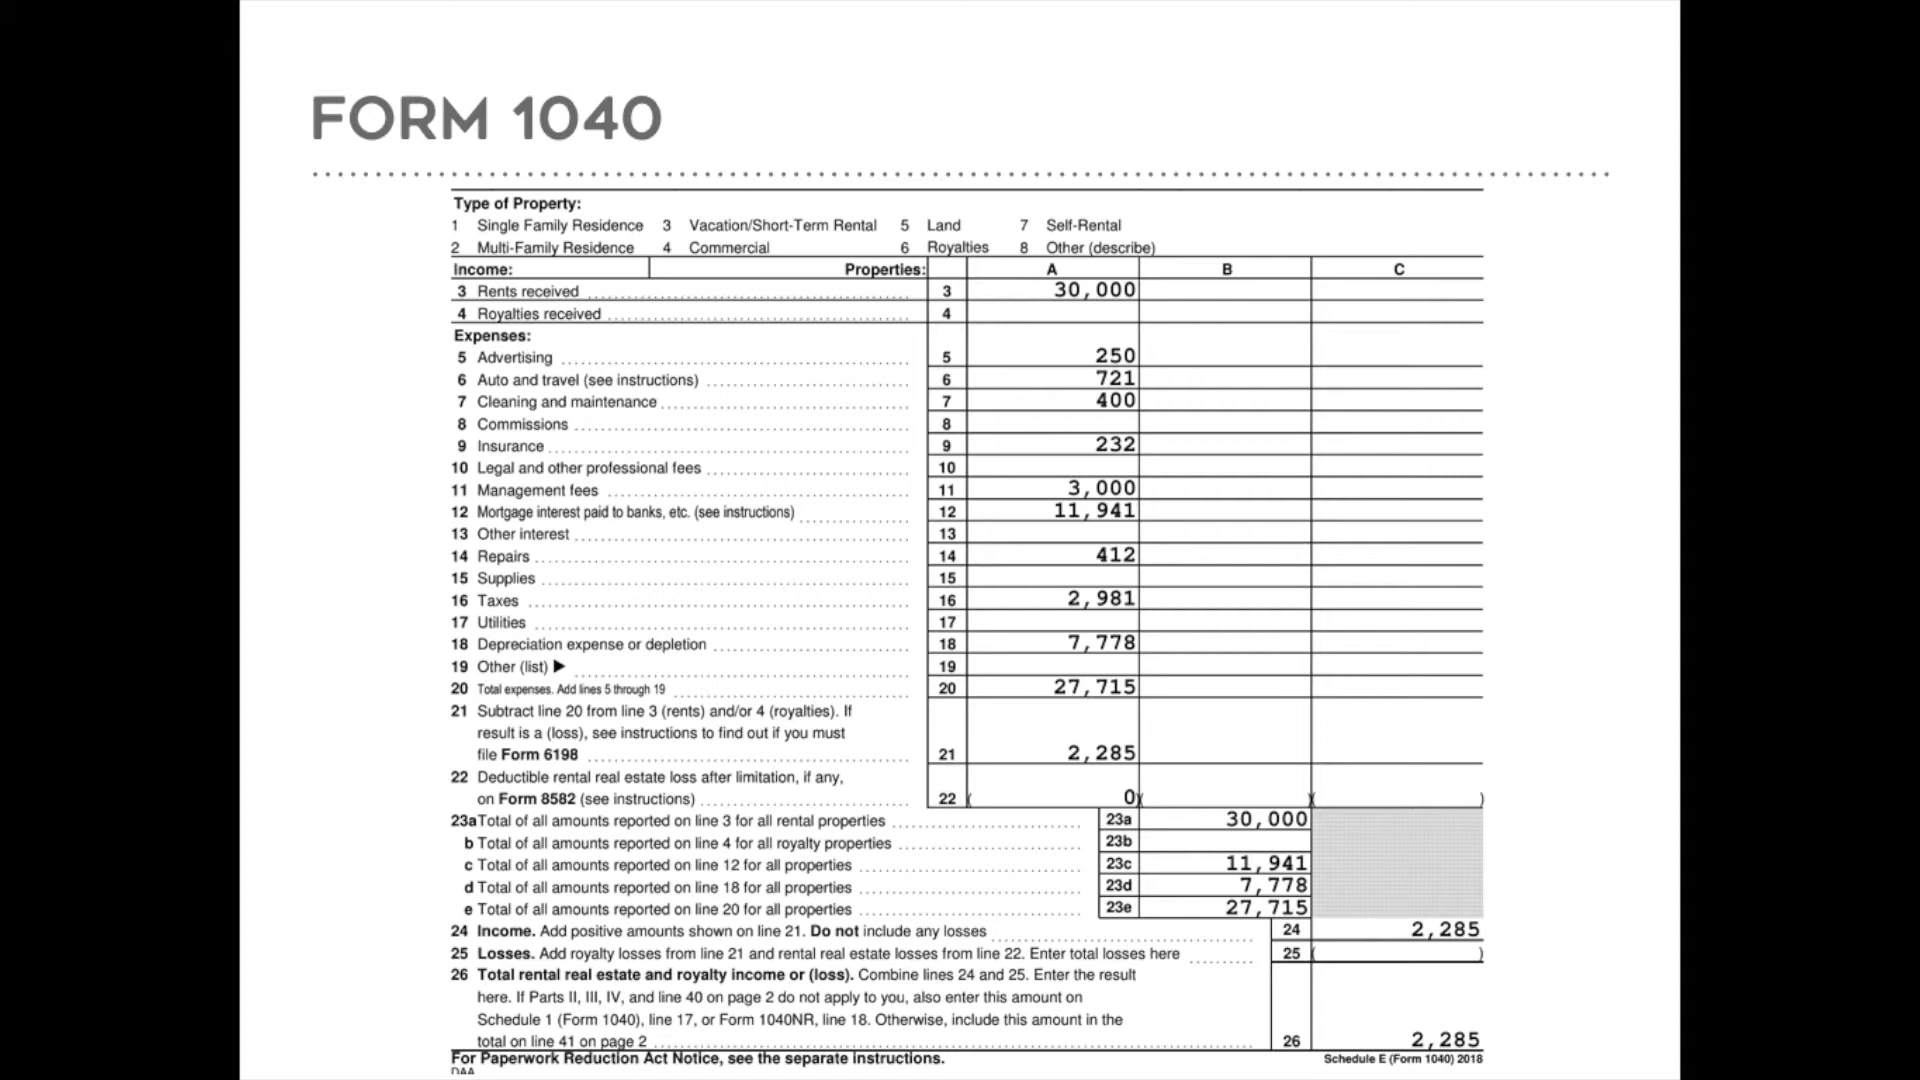 FORM 1040
Type of Property:
1 Single Family Residence 3 Vacation/Short-Term Rental 5 Land 7 Self-Rental
2 Multi-Family Residence 4 Commercial 6 Royalties 8 Other (describe)
Income: Properties: A B C
3 Rents received 3 30,000
4 Royalties received 4
Expenses:
5 Advertising 5 250
6 Auto and travel (see instructions) 6 721
7 Cleaning and maintenance 7 400
8 Commissions 8
9 Insurance 9 232
10 Legal and other professional fees 10
11 Management fees 11 3,000
12 Mortgage interest paid to banks, etc. (see instructions) 12 11,941
13 Other interest 13
14 Repairs 14 412
15 Supplies 15
16 Taxes 16 2,981
17 Utilities 17
18 Depreciation expense or depletion 18 7,778
19 Other (list) ▶ 19
20 Total expenses. Add lines 5 through 19 20 27,715
21 Subtract line 20 from line 3 (rents) and/or 4 (royalties). If
result is a (loss), see instructions to find out if you must
file Form 6198 21 2,285
22 Deductible rental real estate loss after limitation, if any,
on Form 8582 (see instructions) 22 ( 0)( )( )
23a Total of all amounts reported on line 3 for all rental properties 23a 30,000
b Total of all amounts reported on line 4 for all royalty properties 23b
c Total of all amounts reported on line 12 for all properties 23c 11,941
d Total of all amounts reported on line 18 for all properties 23d 7,778
e Total of all amounts reported on line 20 for all properties 23e 27,715
24 Income. Add positive amounts shown on line 21. Do not include any losses 24 2,285
25 Losses. Add royalty losses from line 21 and rental real estate losses from line 22. Enter total losses here 25 ( )
26 Total rental real estate and royalty income or (loss). Combine lines 24 and 25. Enter the result
here. If Parts II, III, IV, and line 40 on page 2 do not apply to you, also enter this amount on
Schedule 1 (Form 1040), line 17, or Form 1040NR, line 18. Otherwise, include this amount in the
total on line 41 on page 2 26 2,285
For Paperwork Reduction Act Notice, see the separate instructions. Schedule E (Form 1040) 2018
DAA